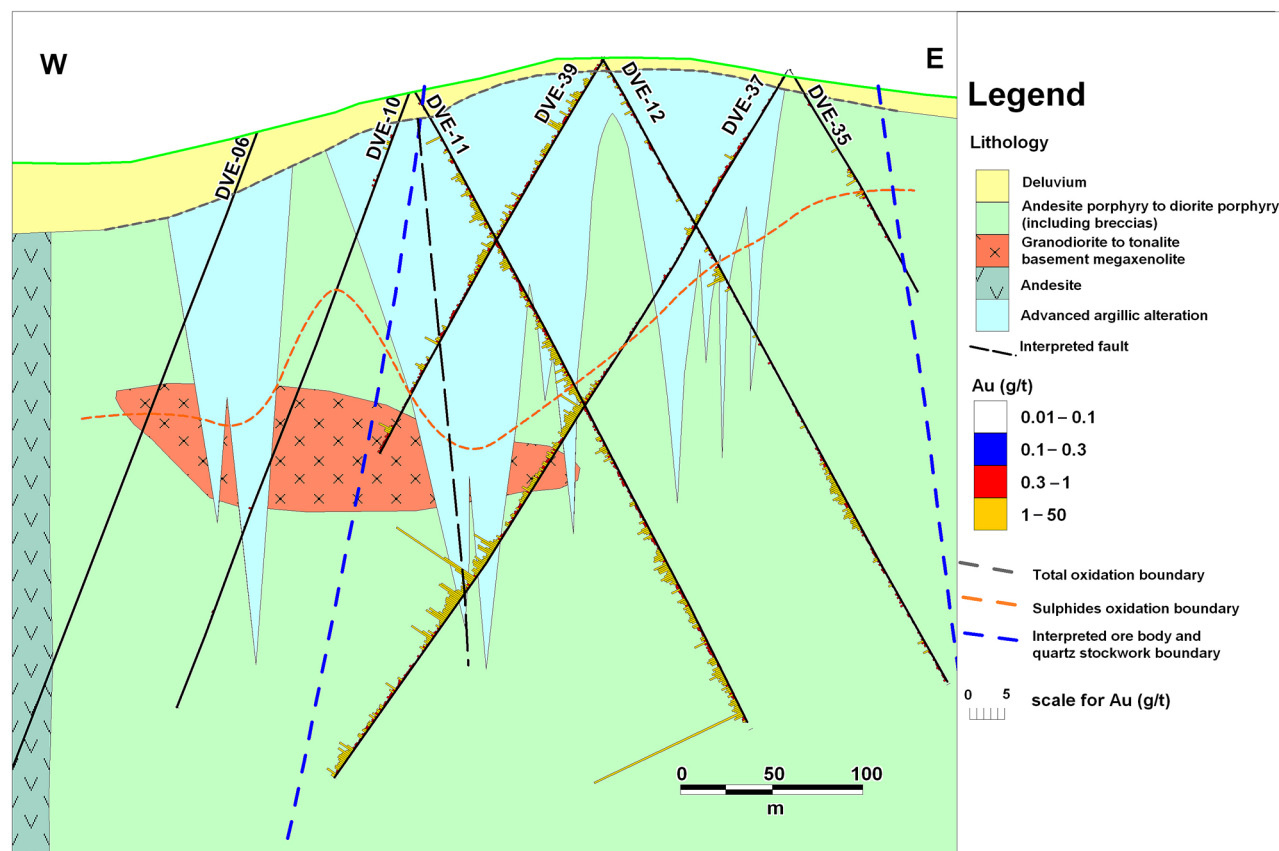 W
E
DVE-06
DVE-10
DVE-11
DVE-39
DVE-12
DVE-37
DVE-35
0 50 100
m
Legend
Lithology
Deluvium
Andesite porphyry to diorite porphyry
(including breccias)
Granodiorite to tonalite
basement megaxenolite
Andesite
Advanced argillic alteration
Interpreted fault
Au (g/t)
0.01 – 0.1
0.1 – 0.3
0.3 – 1
1 – 50
Total oxidation boundary
Sulphides oxidation boundary
Interpreted ore body and
quartz stockwork boundary
0 5
scale for Au (g/t)